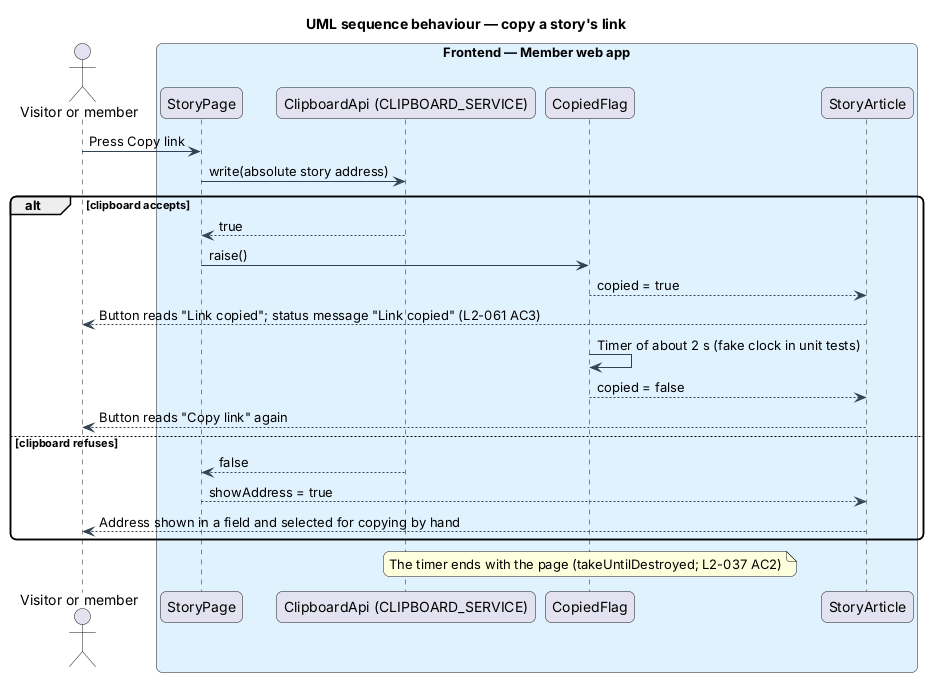 UML sequence behaviour — copy a story's link
Frontend — Member web app
Visitor or member
StoryPage
ClipboardApi (CLIPBOARD_SERVICE)
CopiedFlag
StoryArticle
Press Copy link
write(absolute story address)
alt
[clipboard accepts]
true
raise()
copied = true
Button reads "Link copied"; status message "Link copied" (L2-061 AC3)
Timer of about 2 s (fake clock in unit tests)
copied = false
Button reads "Copy link" again
[clipboard refuses]
false
showAddress = true
Address shown in a field and selected for copying by hand
The timer ends with the page (takeUntilDestroyed; L2-037 AC2)
Visitor or member
StoryPage
ClipboardApi (CLIPBOARD_SERVICE)
CopiedFlag
StoryArticle